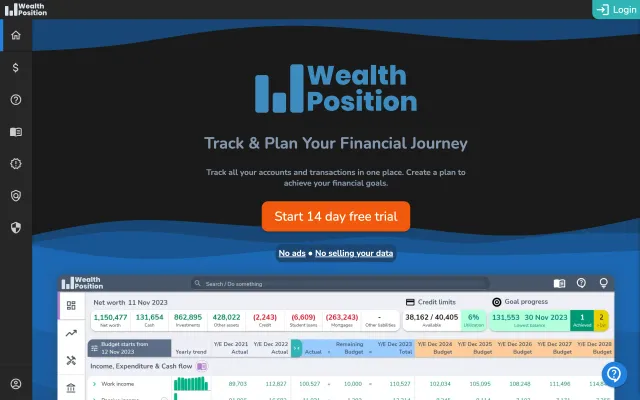 Wealth
Position
Login
Wealth
Position
Track & Plan Your Financial Journey
Track all your accounts and transactions in one place. Create a plan to
achieve your financial goals.
Start 14 day free trial
No ads ● No selling your data
Wealth
Position
Search / Do something
Net worth 11 Nov 2023
Credit limits
Goal progress
1,150,477 131,654 862,895 428,022 (2,243) (6,609) (263,243) - 38,162 / 40,405 6% 131,553 30 Nov 2023 1 2
Net worth Cash Investments Other assets Credit Student loans Mortgages Other liabilities Available Utilization Lowest balance Achieved
Budget starts from
12 Nov 2023
Yearly trend
Y/E Dec 2021 Y/E Dec 2022 Remaining Y/E Dec 2023 Y/E Dec 2024 Y/E Dec 2025 Y/E Dec 2026 Y/E Dec 2027 Y/E Dec 2028
Actual Actual Actual + Budget = Total Budget Budget Budget Budget Budget
Income, Expenditure & Cash flow
Work income 89,703 112,827 100,527 + 10,000 = 110,527 102,034 105,095 108,248 111,496